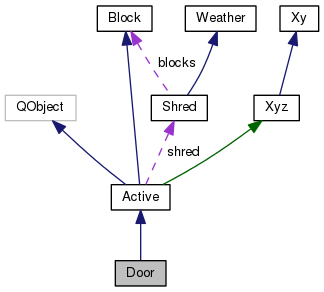 Block
Weather
Xy
blocks
QObject
Shred
Xyz
shred
Active
Door